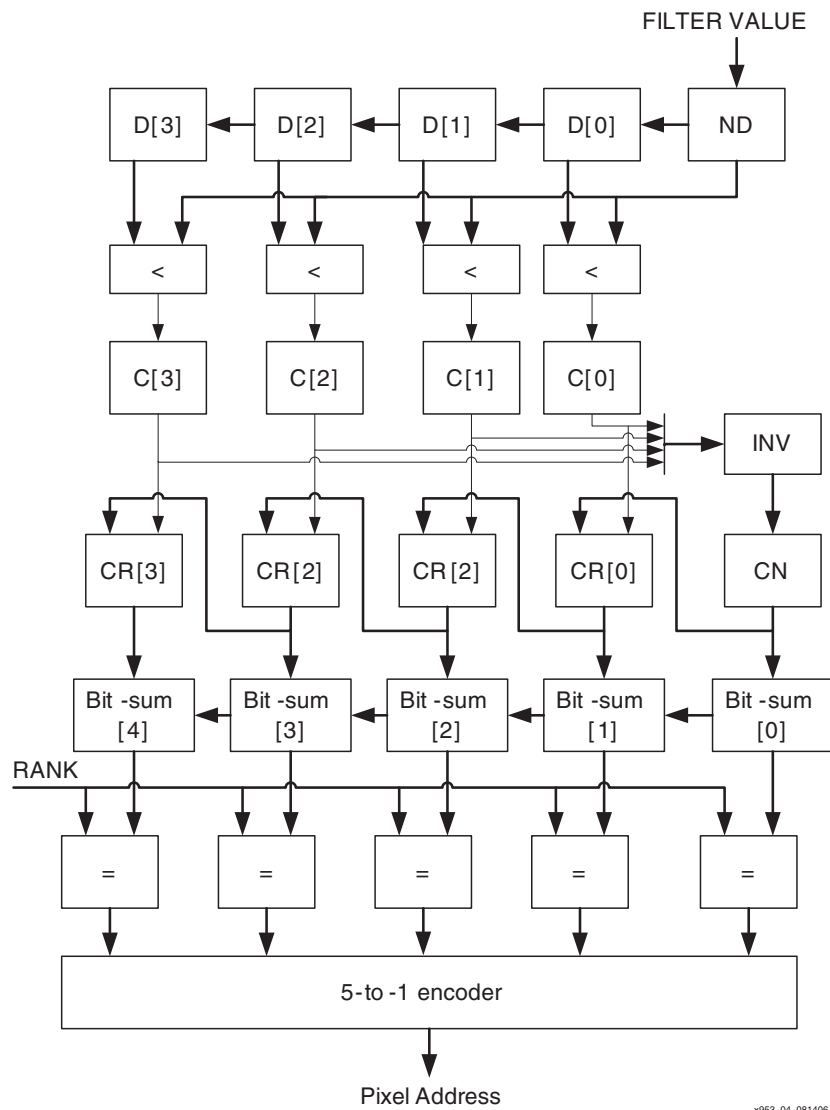 FILTER VALUE
D[3] D[2] D[1] D[0] ND
< < < <
C[3] C[2] C[1] C[0]
INV
CR[3] CR[2] CR[2] CR[0] CN
Bit -sum Bit -sum Bit -sum Bit -sum Bit -sum
[4] [3] [2] [1] [0]
RANK
= = = = =
5-to -1 encoder
Pixel Address
x953_04_081406